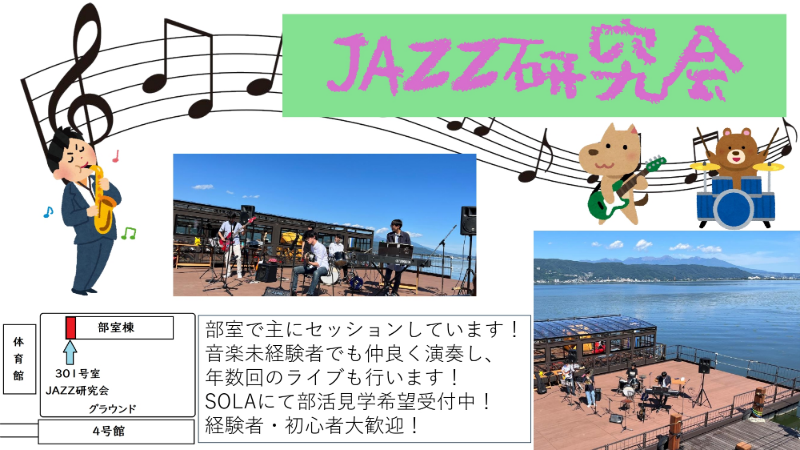 JAZZ研究会
部室で主にセッションしています！
音楽未経験者でも仲良く演奏し、
年数回のライブも行います！
SOLAにて部活見学希望受付中！
経験者・初心者大歓迎！
体育館
部室棟
301号室
JAZZ研究会
グラウンド
4号館